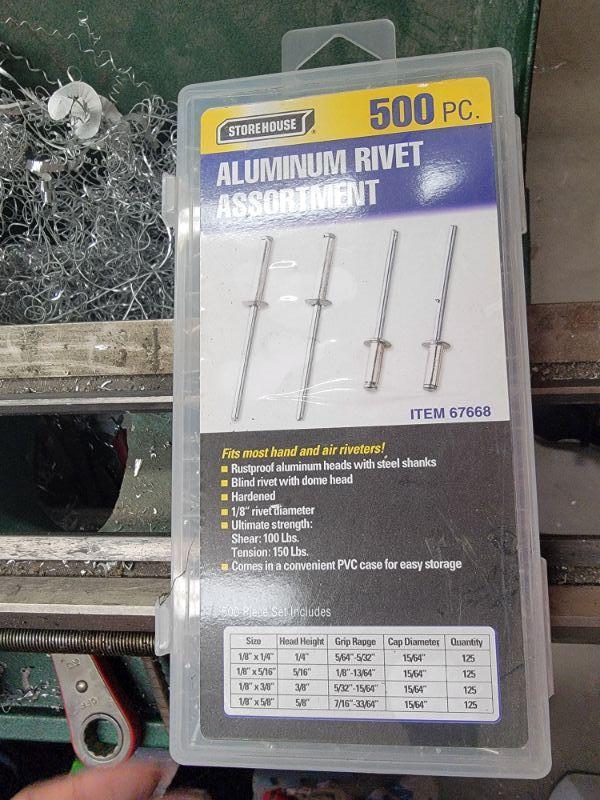 STOREHOUSE®
500 PC.
ALUMINUM RIVET
ASSORTMENT
ITEM 67668
Fits most hand and air riveters!
Rustproof aluminum heads with steel shanks
Blind rivet with dome head
Hardened
1/8" rivet diameter
Ultimate strength:
Shear: 100 Lbs.
Tension: 150 Lbs.
Comes in a convenient PVC case for easy storage
500 Piece Set Includes
Size Head Height Grip Range Cap Diameter Quantity
1/8" x 1/4" 1/4" 5/64"-5/32" 15/64" 125
1/8" x 5/16" 5/16" 1/8"-13/64" 15/64" 125
1/8" x 3/8" 3/8" 5/32"-15/64" 15/64" 125
1/8" x 5/8" 5/8" 7/16"-33/64" 15/64" 125